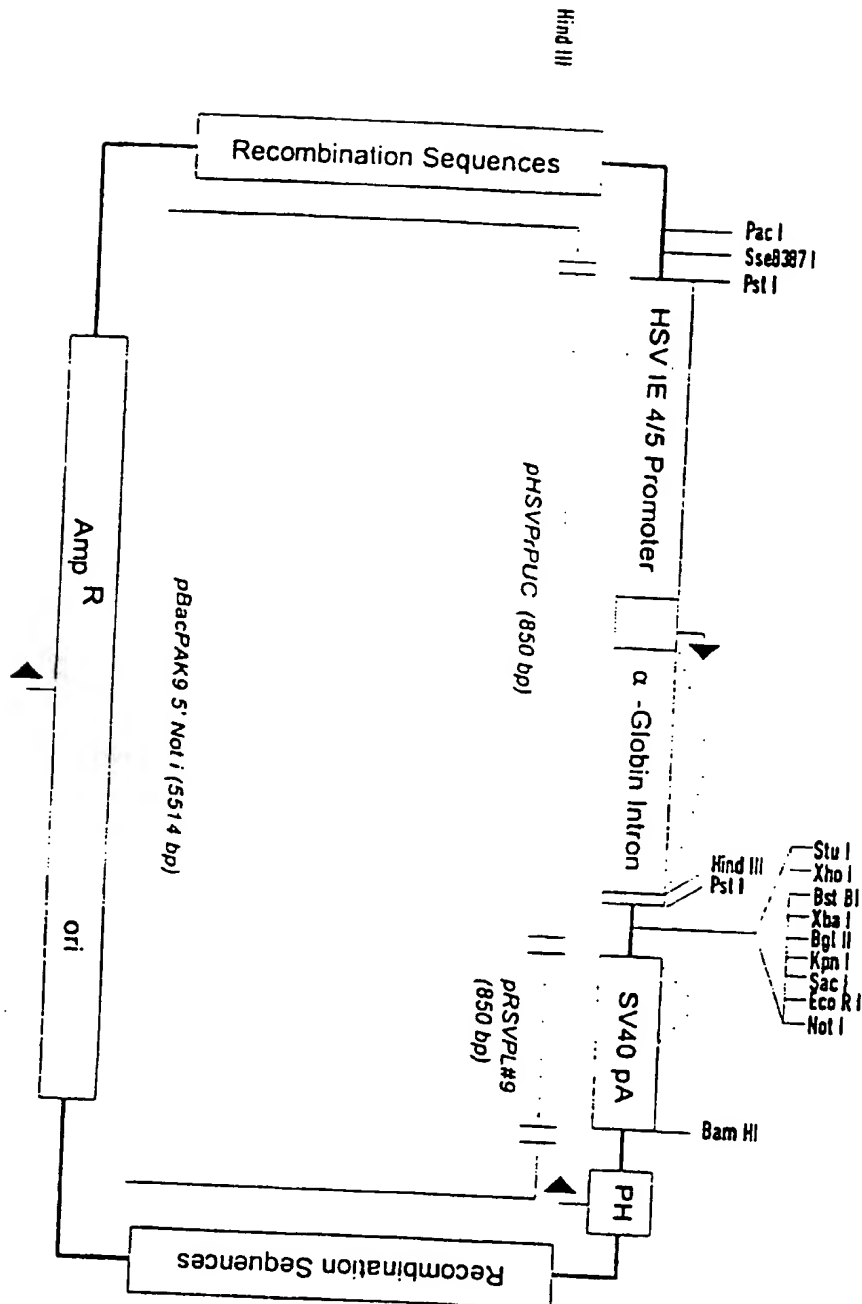 Hind III
Recombination Sequences
Pac I
Sse8387 I
Pst I
HSV IE 4/5 Promoter
pHSVPrPUC (850 bp)
α -Globin Intron
Hind III
Pst I
Stu I
Xho I
Bst BI
Xba I
Bgl II
Kpn I
Sac I
Eco R I
Not I
Amp R
ori
pBacPAK9 5' Not i (5514 bp)
pRSVPL#9
(850 bp)
SV40 pA
Bam HI
PH
Recombination Sequences